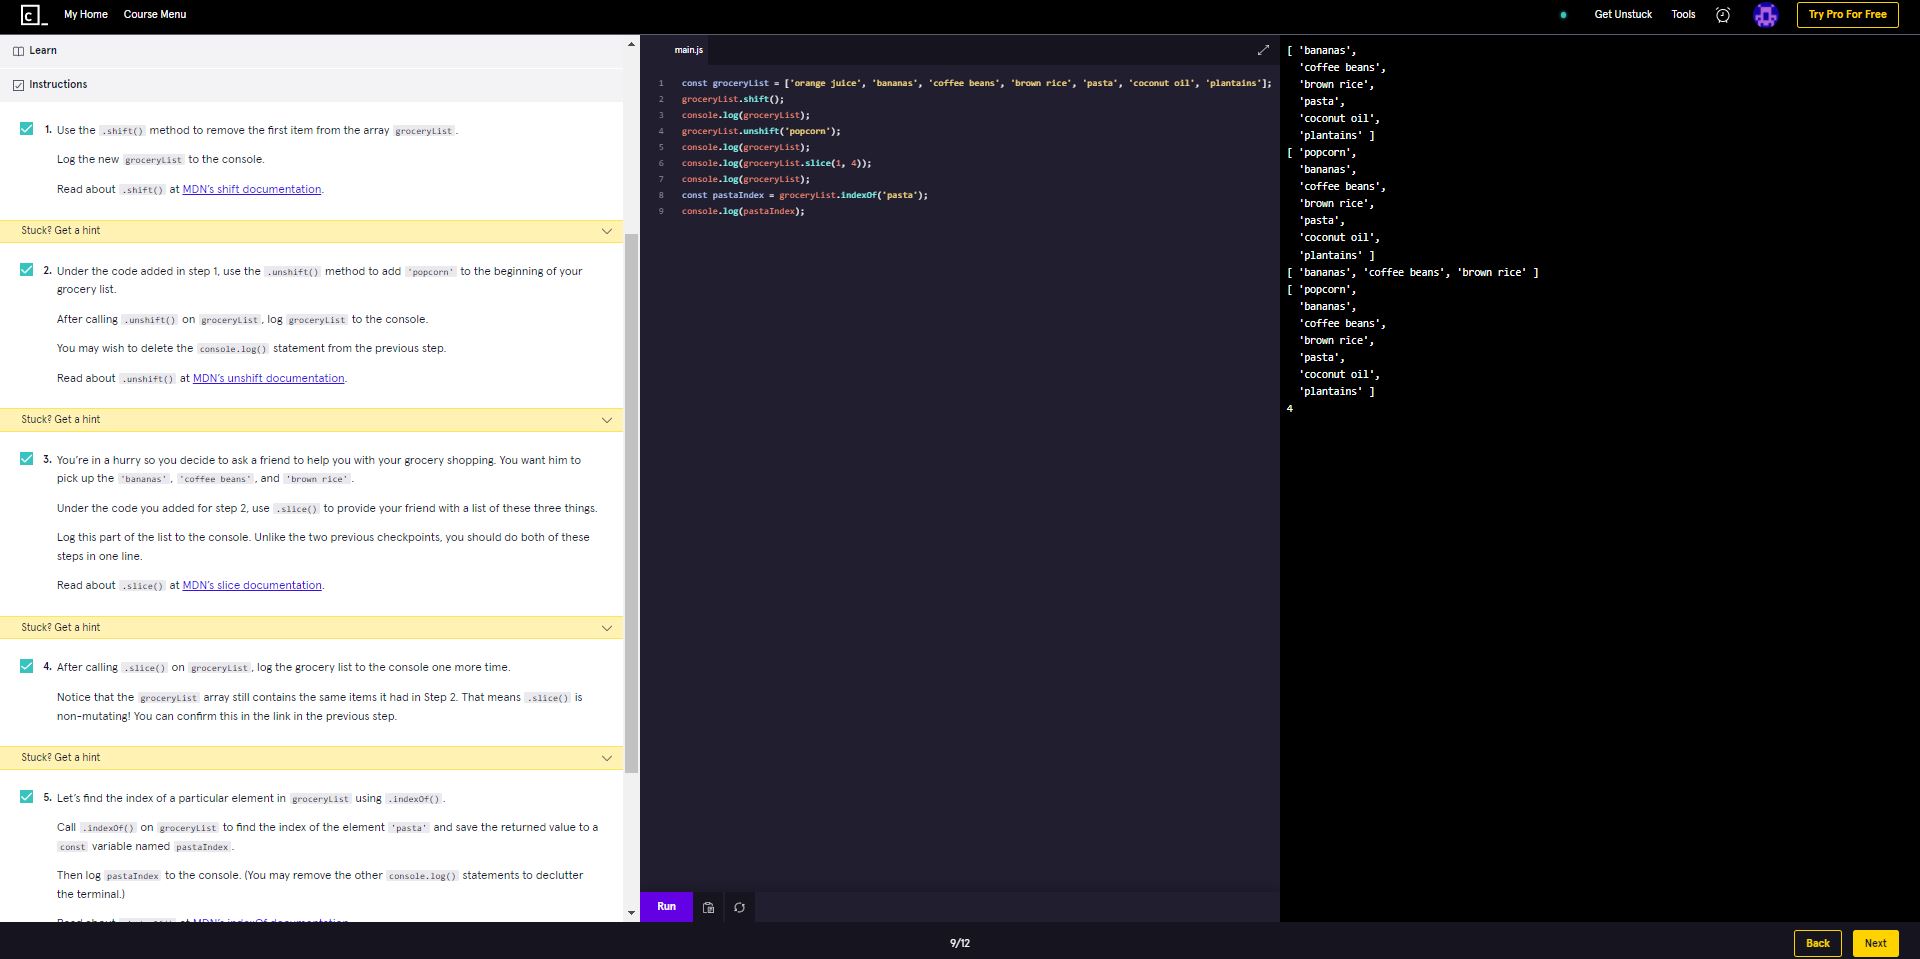 My Home
Course Menu
Get Unstuck
Tools
Try Pro For Free
Learn
Instructions
1. Use the .shift() method to remove the first item from the array groceryList.
Log the new groceryList to the console.
Read about .shift() at MDN’s shift documentation.
Stuck? Get a hint
2. Under the code added in step 1, use the .unshift() method to add 'popcorn' to the beginning of your
grocery list.
After calling .unshift() on groceryList, log groceryList to the console.
You may wish to delete the console.log() statement from the previous step.
Read about .unshift() at MDN’s unshift documentation.
Stuck? Get a hint
3. You’re in a hurry so you decide to ask a friend to help you with your grocery shopping. You want him to
pick up the 'bananas', 'coffee beans', and 'brown rice'.
Under the code you added for step 2, use .slice() to provide your friend with a list of these three things.
Log this part of the list to the console. Unlike the two previous checkpoints, you should do both of these
steps in one line.
Read about .slice() at MDN’s slice documentation.
Stuck? Get a hint
4. After calling .slice() on groceryList, log the grocery list to the console one more time.
Notice that the groceryList array still contains the same items it had in Step 2. That means .slice() is
non-mutating! You can confirm this in the link in the previous step.
Stuck? Get a hint
5. Let’s find the index of a particular element in groceryList using .indexOf().
Call .indexOf() on groceryList to find the index of the element 'pasta' and save the returned value to a
const variable named pastaIndex.
Then log pastaIndex to the console. (You may remove the other console.log() statements to declutter
the terminal.)
Read about .indexOf() at MDN’s indexOf documentation
main.js
1 const groceryList = ['orange juice', 'bananas', 'coffee beans', 'brown rice', 'pasta', 'coconut oil', 'plantains'];
2 groceryList.shift();
3 console.log(groceryList);
4 groceryList.unshift('popcorn');
5 console.log(groceryList);
6 console.log(groceryList.slice(1, 4));
7 console.log(groceryList);
8 const pastaIndex = groceryList.indexOf('pasta');
9 console.log(pastaIndex);
Run
[ 'bananas',
'coffee beans',
'brown rice',
'pasta',
'coconut oil',
'plantains' ]
[ 'popcorn',
'bananas',
'coffee beans',
'brown rice',
'pasta',
'coconut oil',
'plantains' ]
[ 'bananas', 'coffee beans', 'brown rice' ]
[ 'popcorn',
'bananas',
'coffee beans',
'brown rice',
'pasta',
'coconut oil',
'plantains' ]
4
9/12
Back
Next